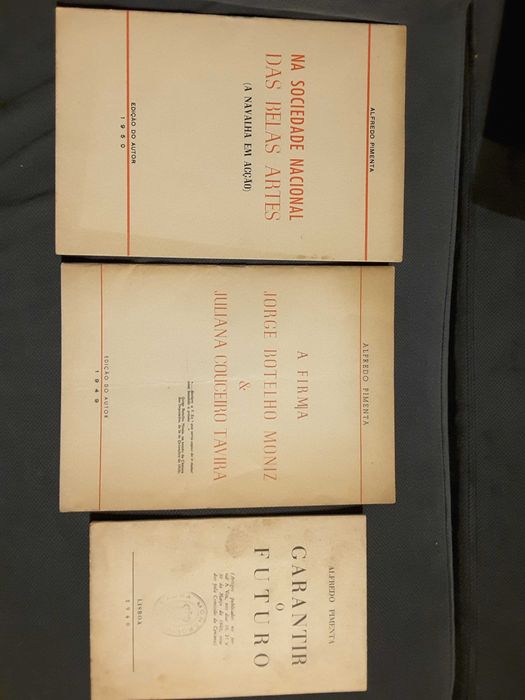 ALFREDO PIMENTA
NA SOCIEDADE NACIONAL
DAS BELAS ARTES
(A NAVALHA EM ACÇÃO)
EDIÇÃO DO AUTOR
1950
ALFREDO PIMENTA
A FIRMA
JORGE BOTELHO MONIZ
&
JULIANA COUCEIRO TAVIRA
EDIÇÃO DO AUTOR
1949
ALFREDO PIMENTA
GARANTIR
O
FUTURO
LISBOA